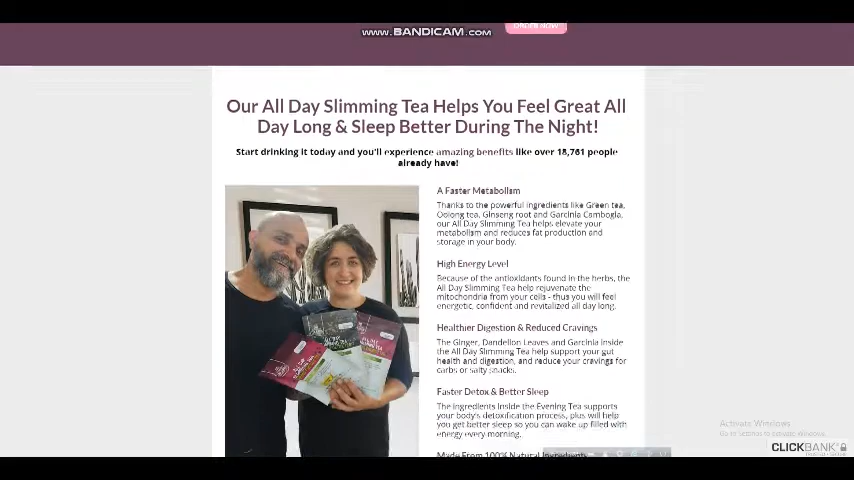 ORDER NOW
www.BANDICAM.com
Our All Day Slimming Tea Helps You Feel Great All
Day Long & Sleep Better During The Night!
Start drinking it today and you'll experience amazing benefits like over 18,761 people
already have!
A Faster Metabolism
Thanks to the powerful ingredients like Green tea,
Oolong tea, Ginseng root and Garcinia Cambogia,
our All Day Slimming Tea helps elevate your
metabolism and reduces fat production and
storage in your body.
High Energy Level
Because of the antioxidants found in the herbs, the
All Day Slimming Tea help rejuvenate the
mitochondria from your cells - thus you will feel
energetic, confident and revitalized all day long.
Healthier Digestion & Reduced Cravings
The Ginger, Dandelion Leaves and Garcinia inside
the All Day Slimming Tea help support your gut
health and digestion, and reduce your cravings for
carbs or salty snacks.
Faster Detox & Better Sleep
The ingredients inside the Evening Tea supports
your body's detoxification process, plus will help
you get better sleep so you can wake up filled with
energy every morning.
Made From 100% Natural Ingredients
Activate Windows
Go to Settings to activate Windows.
CLICKBANK